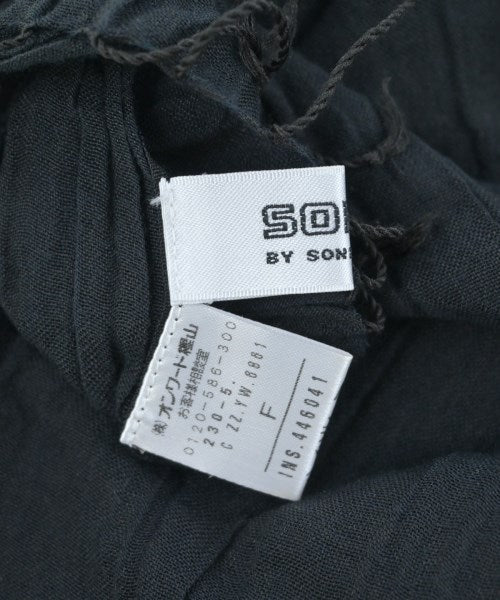 SO
BY SON
(株)オンワード樫山
お客様相談室
0120-586-300
230-5.
C ZZ.YW.8881
F
INS.446041